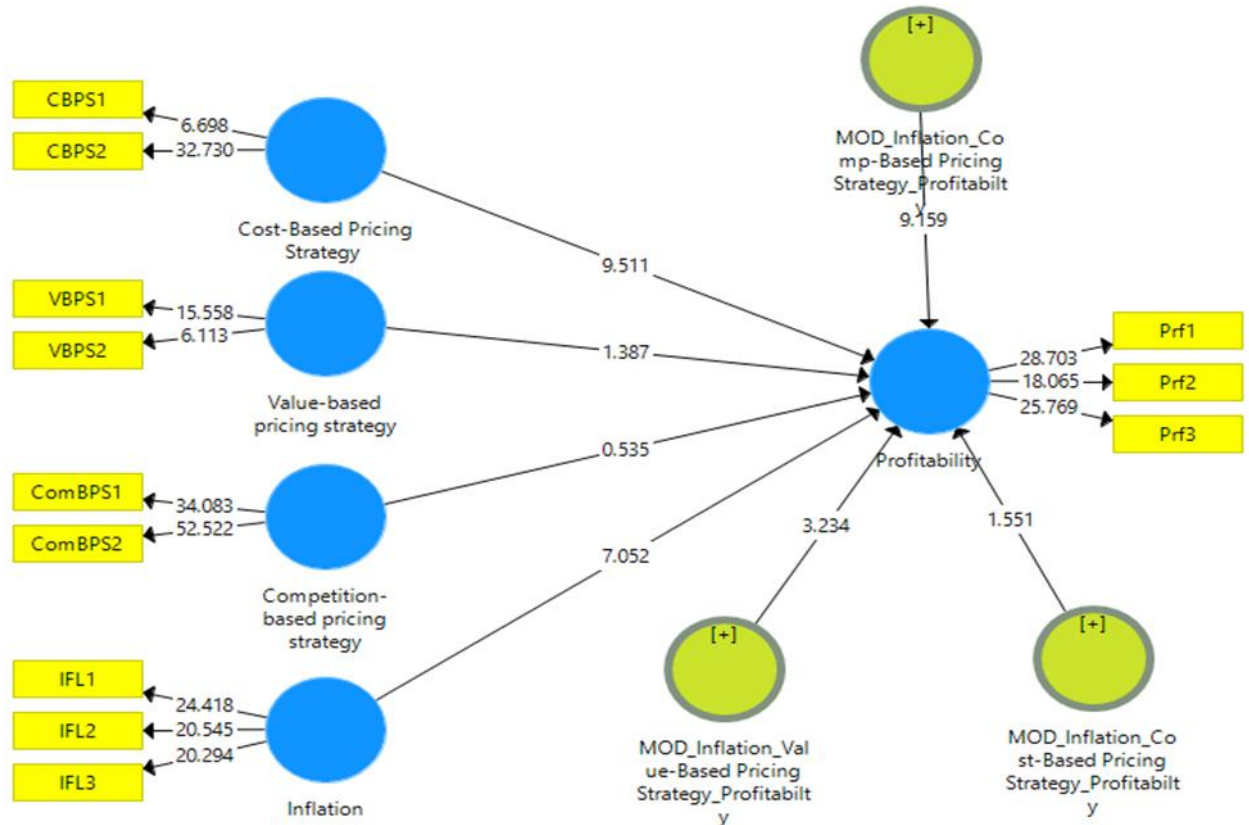 [+]
MOD_Inflation_Co
mp-Based Pricing
Strategy_Profitabilt
y
9.159
CBPS1
CBPS2
6.698
32.730
Cost-Based Pricing
Strategy
9.511
VBPS1
VBPS2
15.558
6.113
Value-based
pricing strategy
1.387
ComBPS1
ComBPS2
34.083
52.522
Competition-
based pricing
strategy
0.535
IFL1
IFL2
IFL3
24.418
20.545
20.294
Inflation
7.052
Profitability
28.703
18.065
25.769
Prf1
Prf2
Prf3
3.234
[+]
MOD_Inflation_Val
ue-Based Pricing
Strategy_Profitabilt
y
1.551
[+]
MOD_Inflation_Co
st-Based Pricing
Strategy_Profitabilt
y